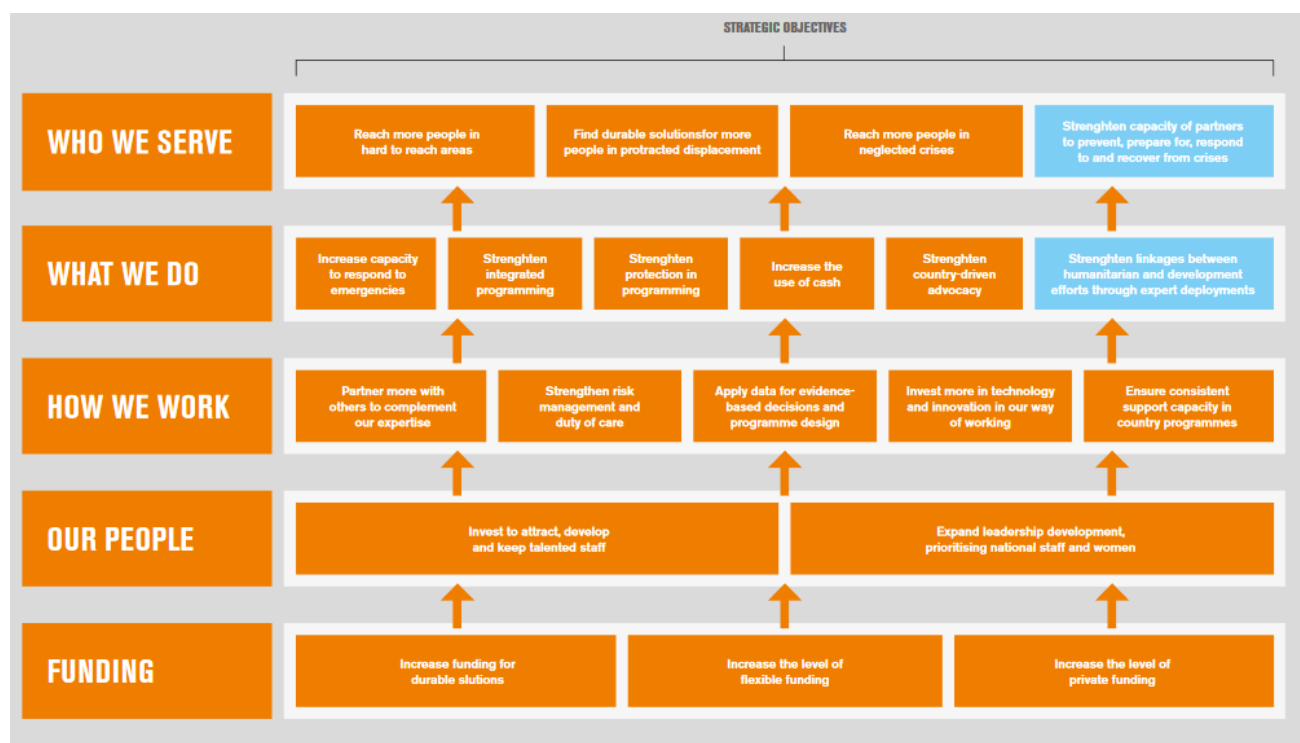 STRATEGIC OBJECTIVES
WHO WE SERVE
Reach more people in
hard to reach areas
Find durable solutionsfor more
people in protracted displacement
Reach more people in
neglected crises
Strenghten capacity of partners
to prevent, prepare for, respond
to and recover from crises
WHAT WE DO
Increase capacity
to respond to
emergencies
Strenghten
integrated
programming
Strenghten
protection in
programming
Increase the
use of cash
Strenghten
country-driven
advocacy
Strenghten linkages between
humanitarian and development
efforts through expert deployments
HOW WE WORK
Partner more with
others to complement
our expertise
Strengthen risk
management and
duty of care
Apply data for evidence-
based decisions and
programme design
Invest more in technology
and innovation in our way
of working
Ensure consistent
support capacity in
country programmes
OUR PEOPLE
Invest to attract, develop
and keep talented staff
Expand leadership development,
prioritising national staff and women
FUNDING
Increase funding for
durable slutions
Increase the level of
flexible funding
Increase the level of
private funding